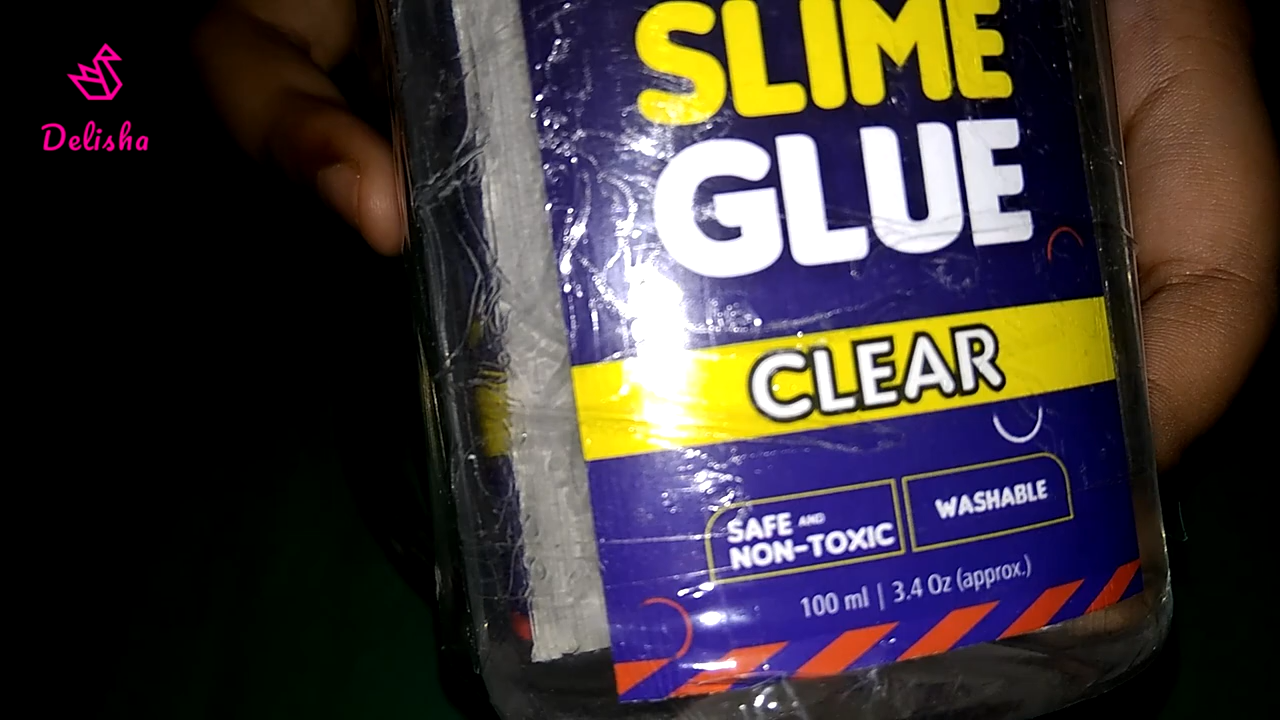 Delisha
SLIME
GLUE
CLEAR
SAFE AND
NON-TOXIC
WASHABLE
100 ml | 3.4 Oz (approx.)